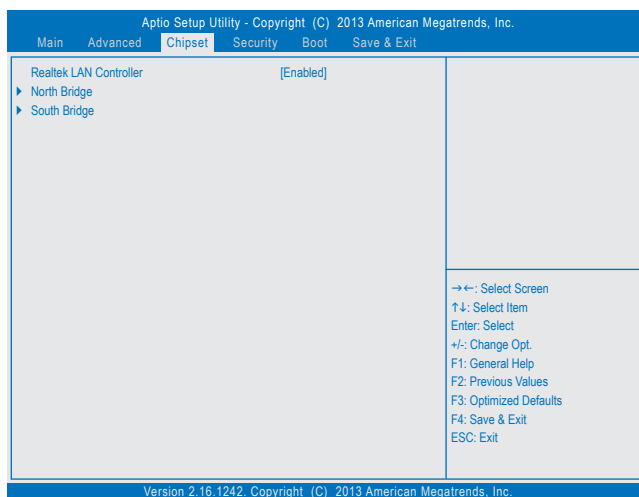 Aptio Setup Utility - Copyright (C) 2013 American Megatrends, Inc.
Main Advanced Chipset Security Boot Save & Exit
Realtek LAN Controller [Enabled]
North Bridge
South Bridge
→←: Select Screen
↑↓: Select Item
Enter: Select
+/-: Change Opt.
F1: General Help
F2: Previous Values
F3: Optimized Defaults
F4: Save & Exit
ESC: Exit
Version 2.16.1242. Copyright (C) 2013 American Megatrends, Inc.